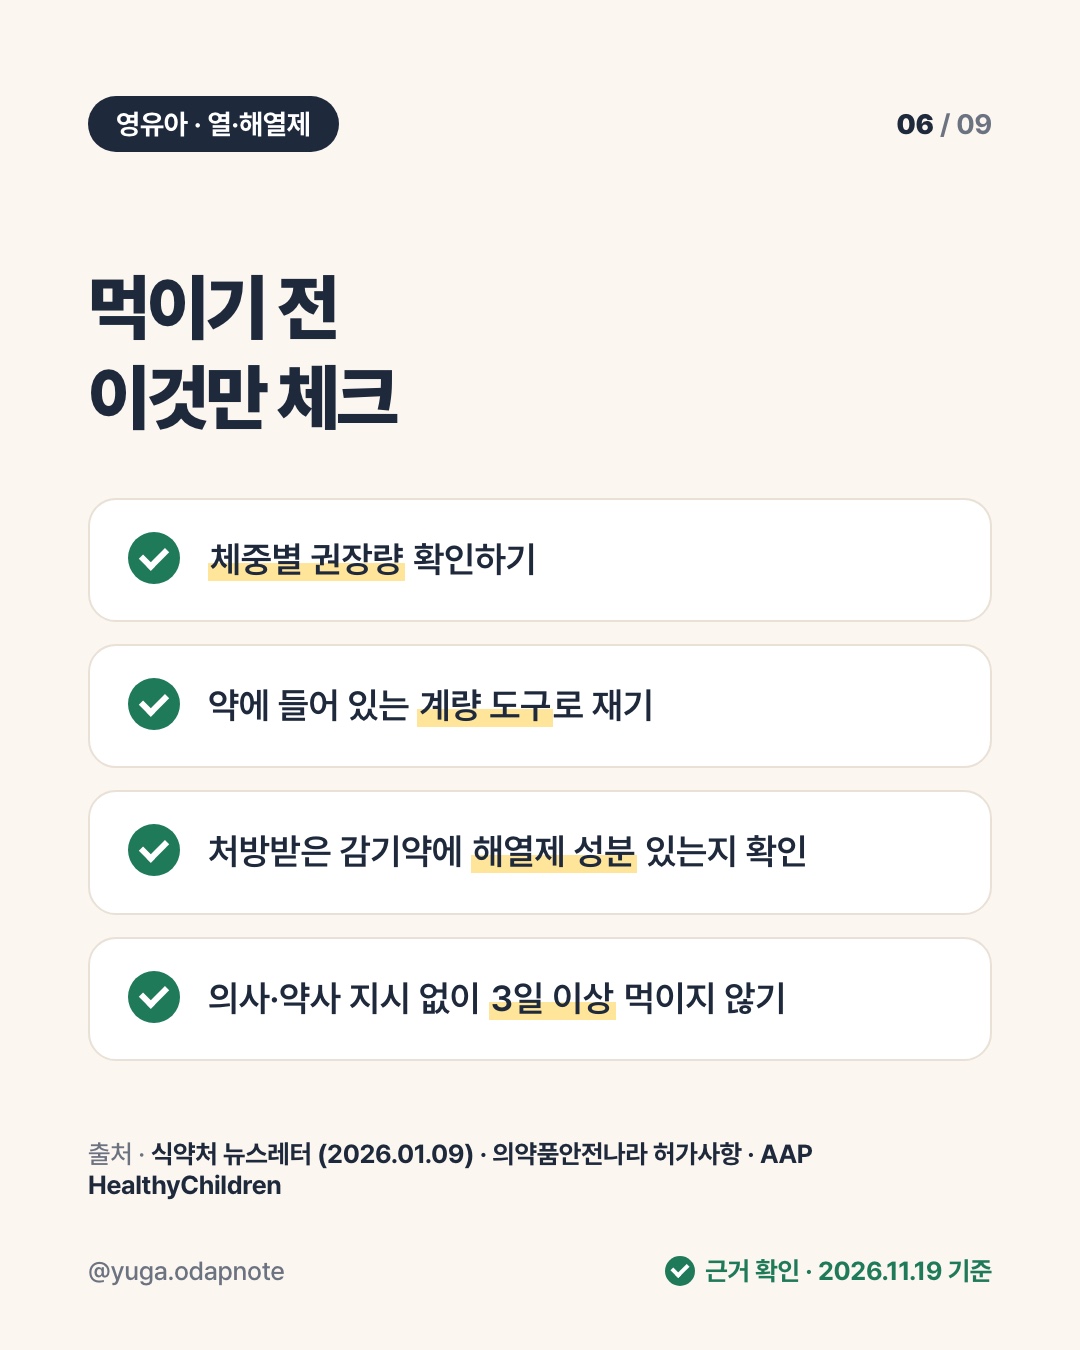 영유아 · 열·해열제
06 / 09
먹이기 전
이것만 체크
체중별 권장량 확인하기
약에 들어 있는 계량 도구로 재기
처방받은 감기약에 해열제 성분 있는지 확인
의사·약사 지시 없이 3일 이상 먹이지 않기
출처 · 식약처 뉴스레터 (2026.01.09) · 의약품안전나라 허가사항 · AAP
HealthyChildren
@yuga.odapnote
근거 확인 · 2026.11.19 기준